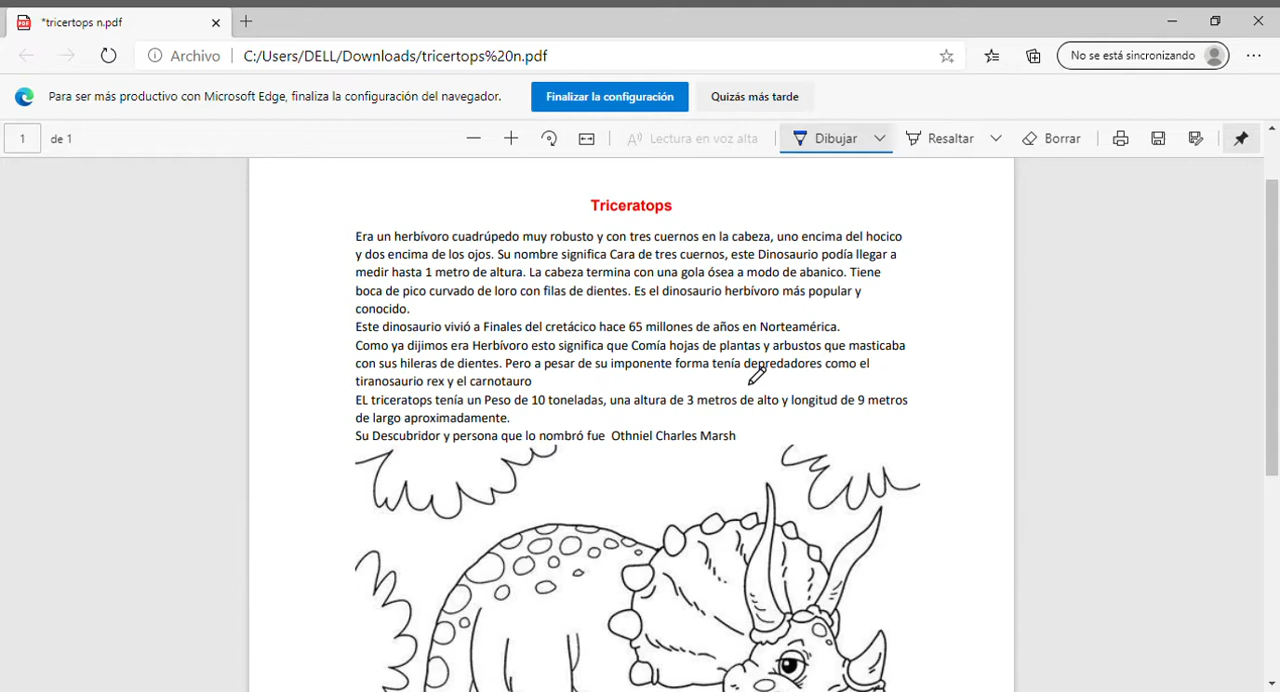 *tricertops n.pdf
Archivo C:/Users/DELL/Downloads/tricertops%20n.pdf No se está sincronizando
Para ser más productivo con Microsoft Edge, finaliza la configuración del navegador. Finalizar la configuración Quizás más tarde
1 de 1 Lectura en voz alta Dibujar Resaltar Borrar
Triceratops
Era un herbívoro cuadrúpedo muy robusto y con tres cuernos en la cabeza, uno encima del hocico
y dos encima de los ojos. Su nombre significa Cara de tres cuernos, este Dinosaurio podía llegar a
medir hasta 1 metro de altura. La cabeza termina con una gola ósea a modo de abanico. Tiene
boca de pico curvado de loro con filas de dientes. Es el dinosaurio herbívoro más popular y
conocido.
Este dinosaurio vivió a Finales del cretácico hace 65 millones de años en Norteamérica.
Como ya dijimos era Herbívoro esto significa que Comía hojas de plantas y arbustos que masticaba
con sus hileras de dientes. Pero a pesar de su imponente forma tenía depredadores como el
tiranosaurio rex y el carnotauro
EL triceratops tenía un Peso de 10 toneladas, una altura de 3 metros de alto y longitud de 9 metros
de largo aproximadamente.
Su Descubridor y persona que lo nombró fue Othniel Charles Marsh